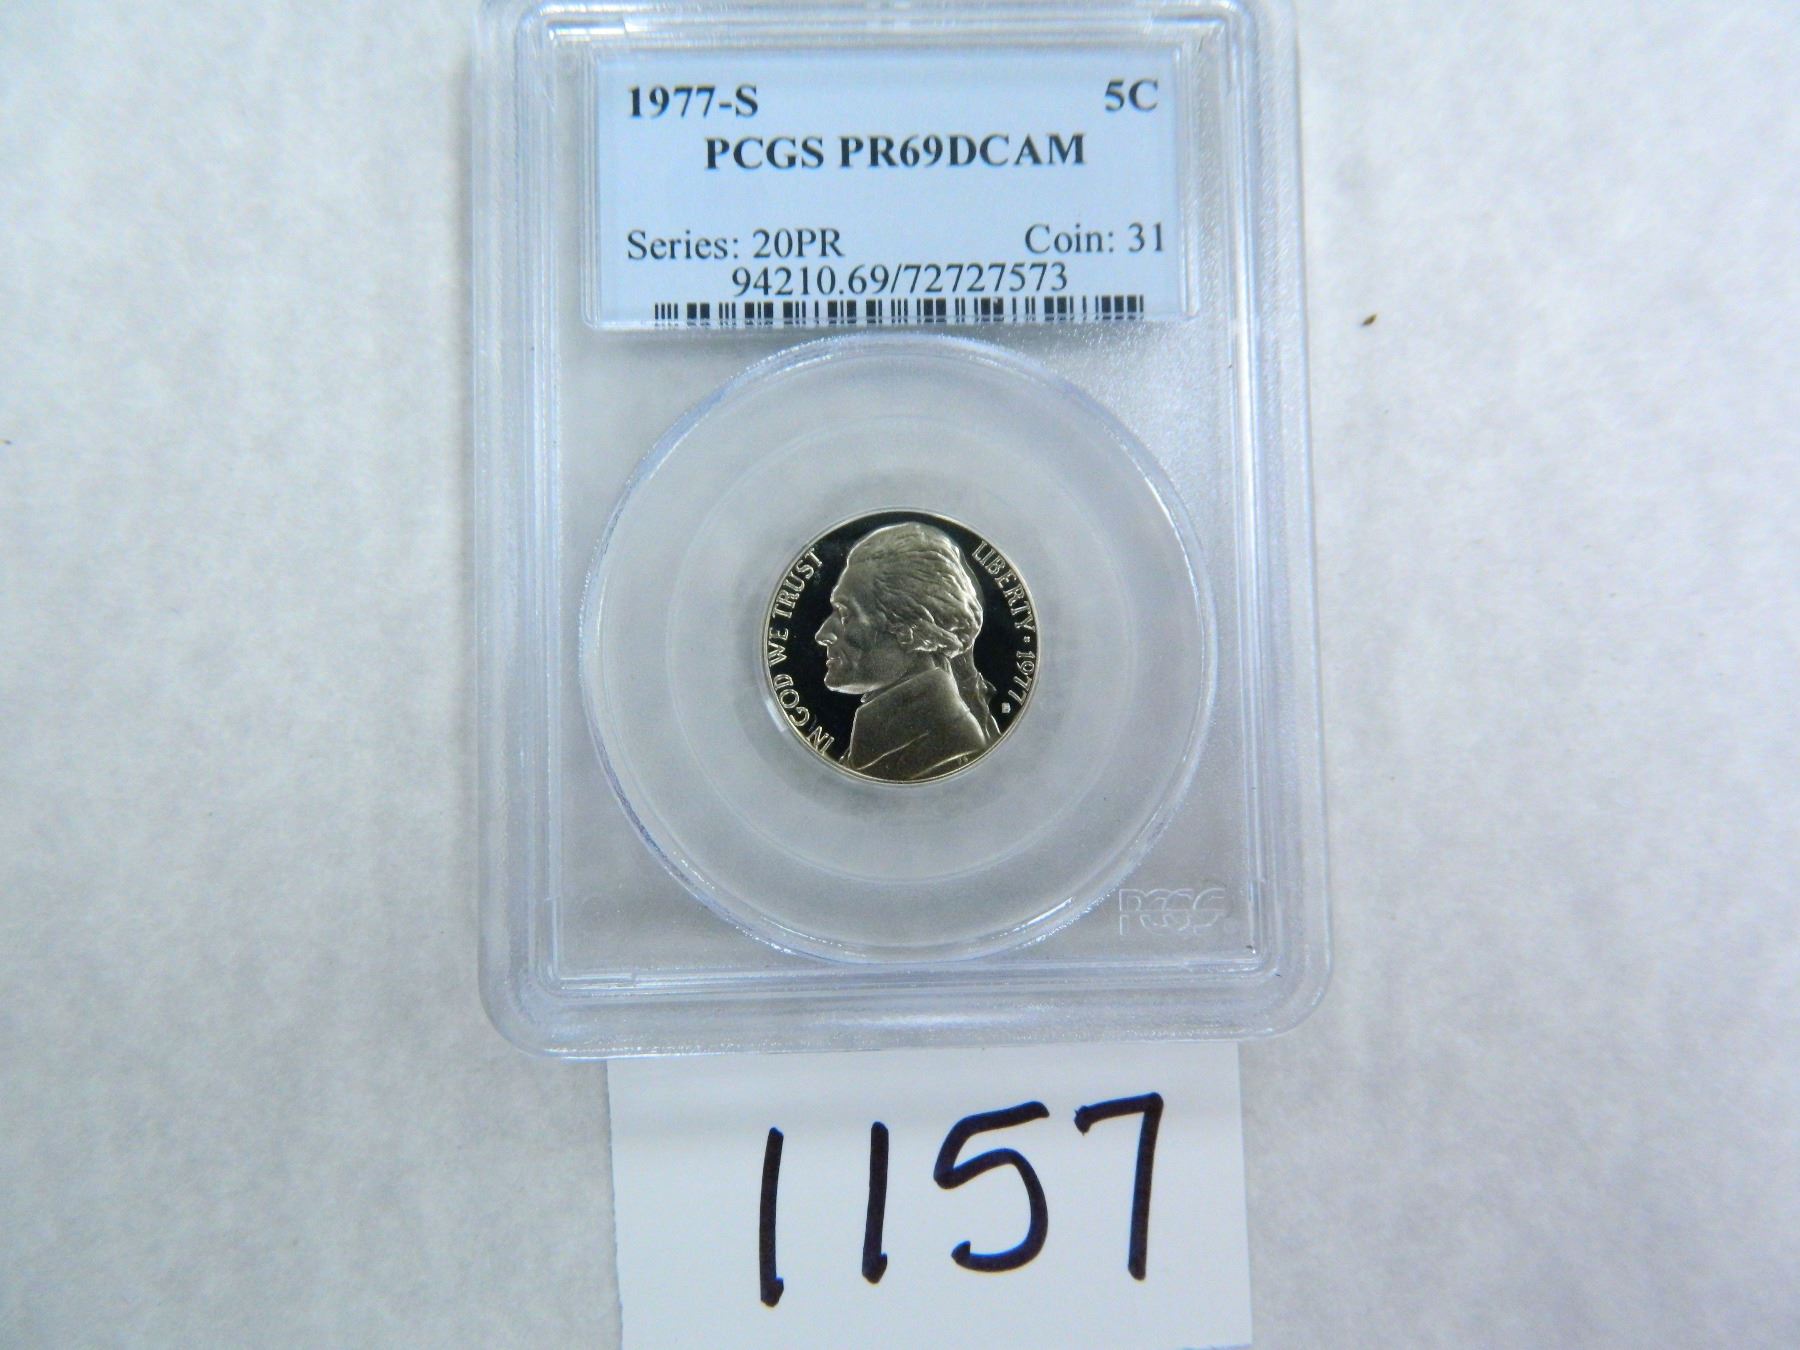 1977-S 5C
PCGS PR69DCAM
Series: 20PR Coin: 31
94210.69/72727573
IN GOD WE TRUST
LIBERTY 1977
PCGS
1157